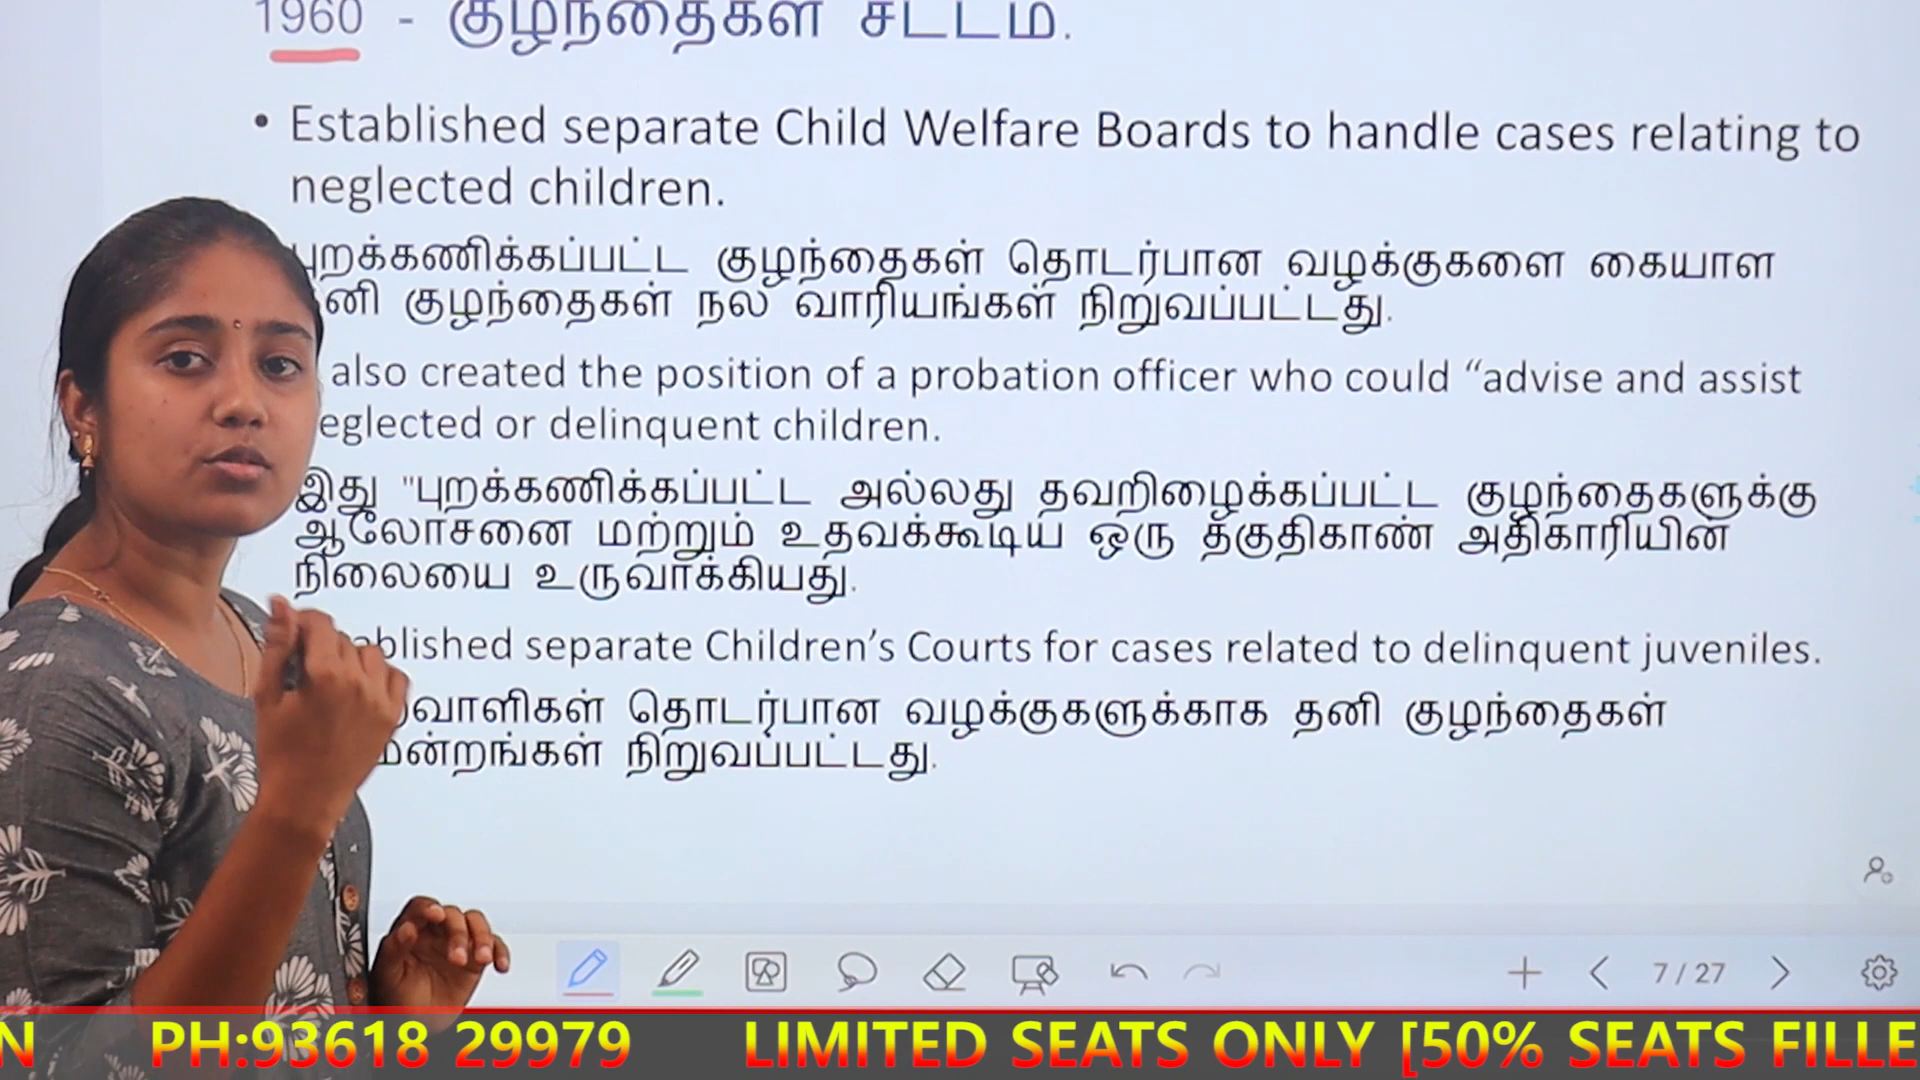 1960 - குழந்தைகள் சட்டம்.
• Established separate Child Welfare Boards to handle cases relating to
neglected children.
புறக்கணிக்கப்பட்ட குழந்தைகள் தொடர்பான வழக்குகளை கையாள
குழந்தைகள் நல வாரியங்கள் நிறுவப்பட்டது.
also created the position of a probation officer who could “advise and assist
eglected or delinquent children.
இது "புறக்கணிக்கப்பட்ட அல்லது தவறிழைக்கப்பட்ட குழந்தைகளுக்கு
ஆலோசனை மற்றும் உதவக்கூடிய ஒரு தகுதிகாண் அதிகாரியின்
நிலையை உருவாக்கியது.
blished separate Children’s Courts for cases related to delinquent juveniles.
வாளிகள் தொடர்பான வழக்குகளுக்காக தனி குழந்தைகள்
மன்றங்கள் நிறுவப்பட்டது.
7 / 27
N PH:93618 29979 LIMITED SEATS ONLY [50% SEATS FILLE